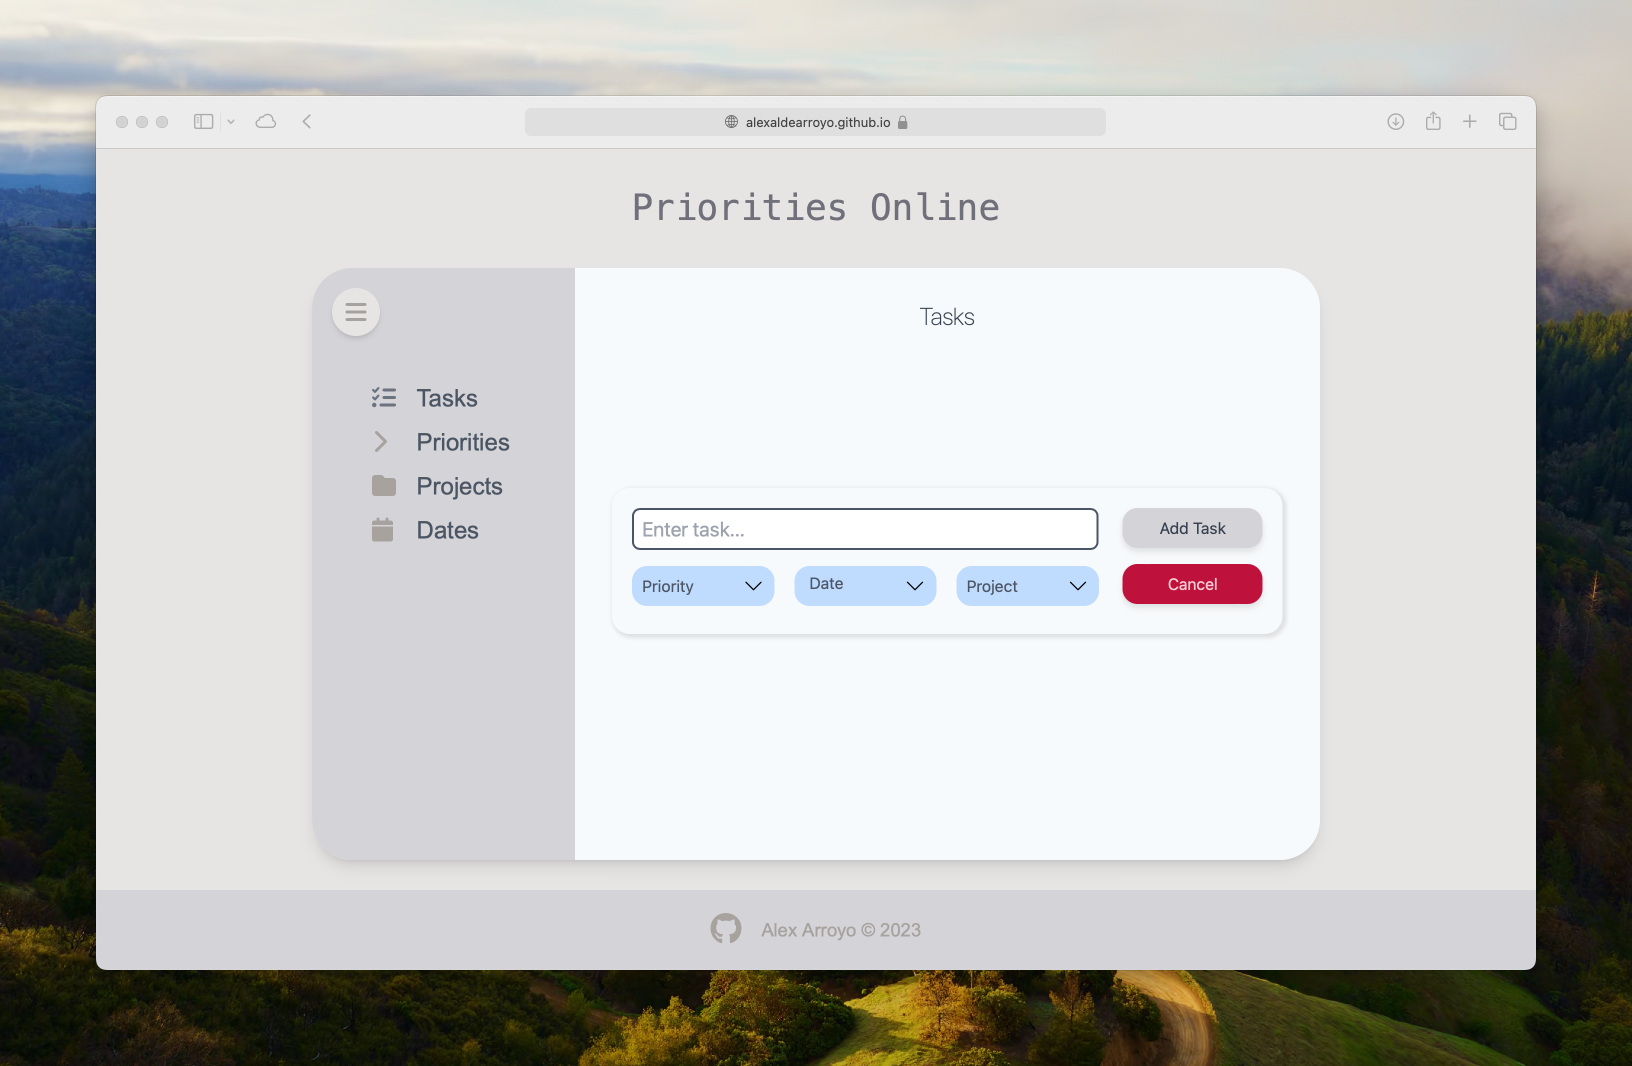 alexaldearroyo.github.io
Priorities Online
Tasks
Priorities
Projects
Dates
Tasks
Enter task...
Add Task
Priority
Date
Project
Cancel
Alex Arroyo © 2023